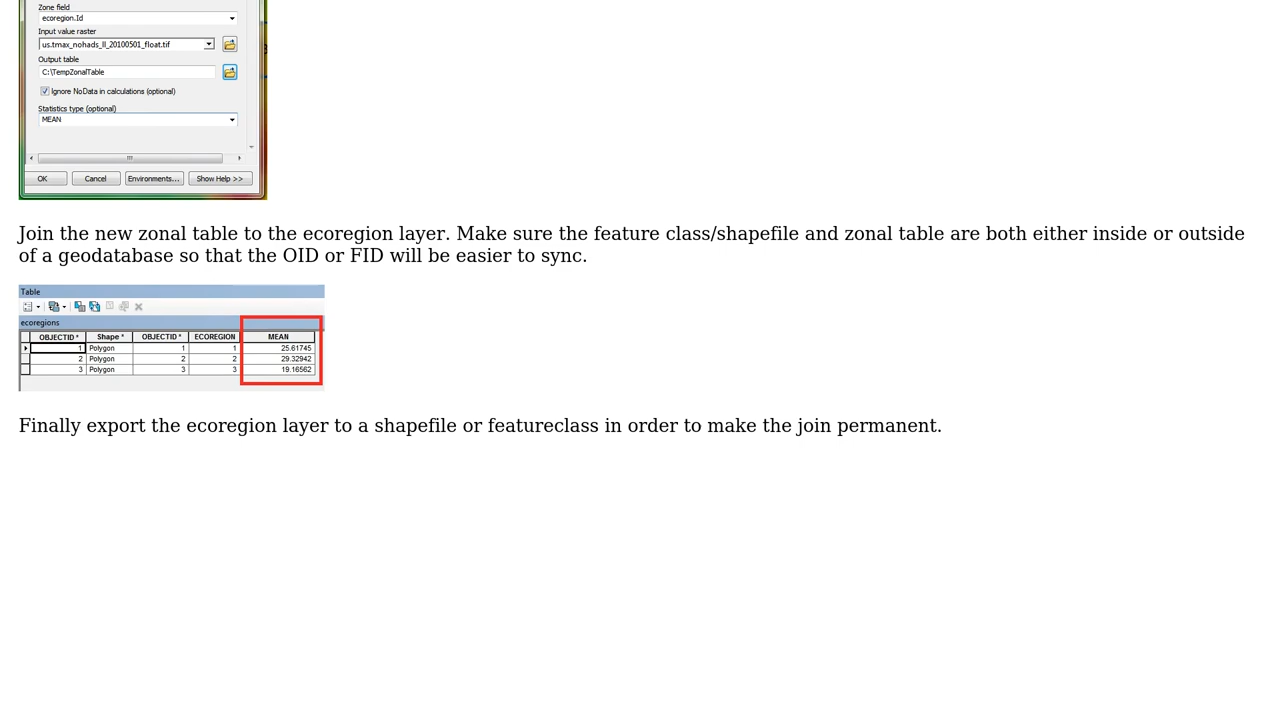 Zone field
ecoregion.Id
Input value raster
us.tmax_nohads_ll_20100501_float.tif
Output table
C:\TempZonalTable
Ignore NoData in calculations (optional)
Statistics type (optional)
MEAN
OK Cancel Environments... Show Help >>
Join the new zonal table to the ecoregion layer. Make sure the feature class/shapefile and zonal table are both either inside or outside
of a geodatabase so that the OID or FID will be easier to sync.
Table
ecoregions
OBJECTID * Shape * OBJECTID * ECOREGION MEAN
1 Polygon 1 1 25.61745
2 Polygon 2 2 29.32942
3 Polygon 3 3 19.16562
Finally export the ecoregion layer to a shapefile or featureclass in order to make the join permanent.